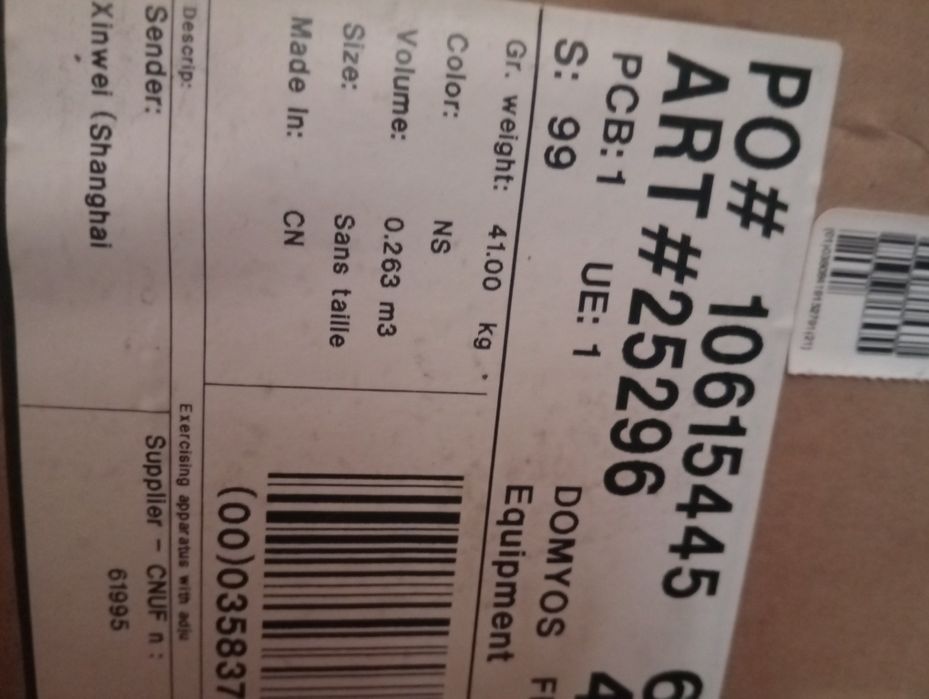 PO# 10615445 6
ART#25296 4
PCB: 1 UE: 1
S: 99 DOMYOS
Equipment
Gr. weight: 41.00 kg
Color: NS
Volume: 0.263 m3
Size: Sans taille
Made In: CN
(00)035837
Descrip: Exercising apparatus with adju
Sender: Supplier - CNUF n :
Xinwei (Shanghai 61995